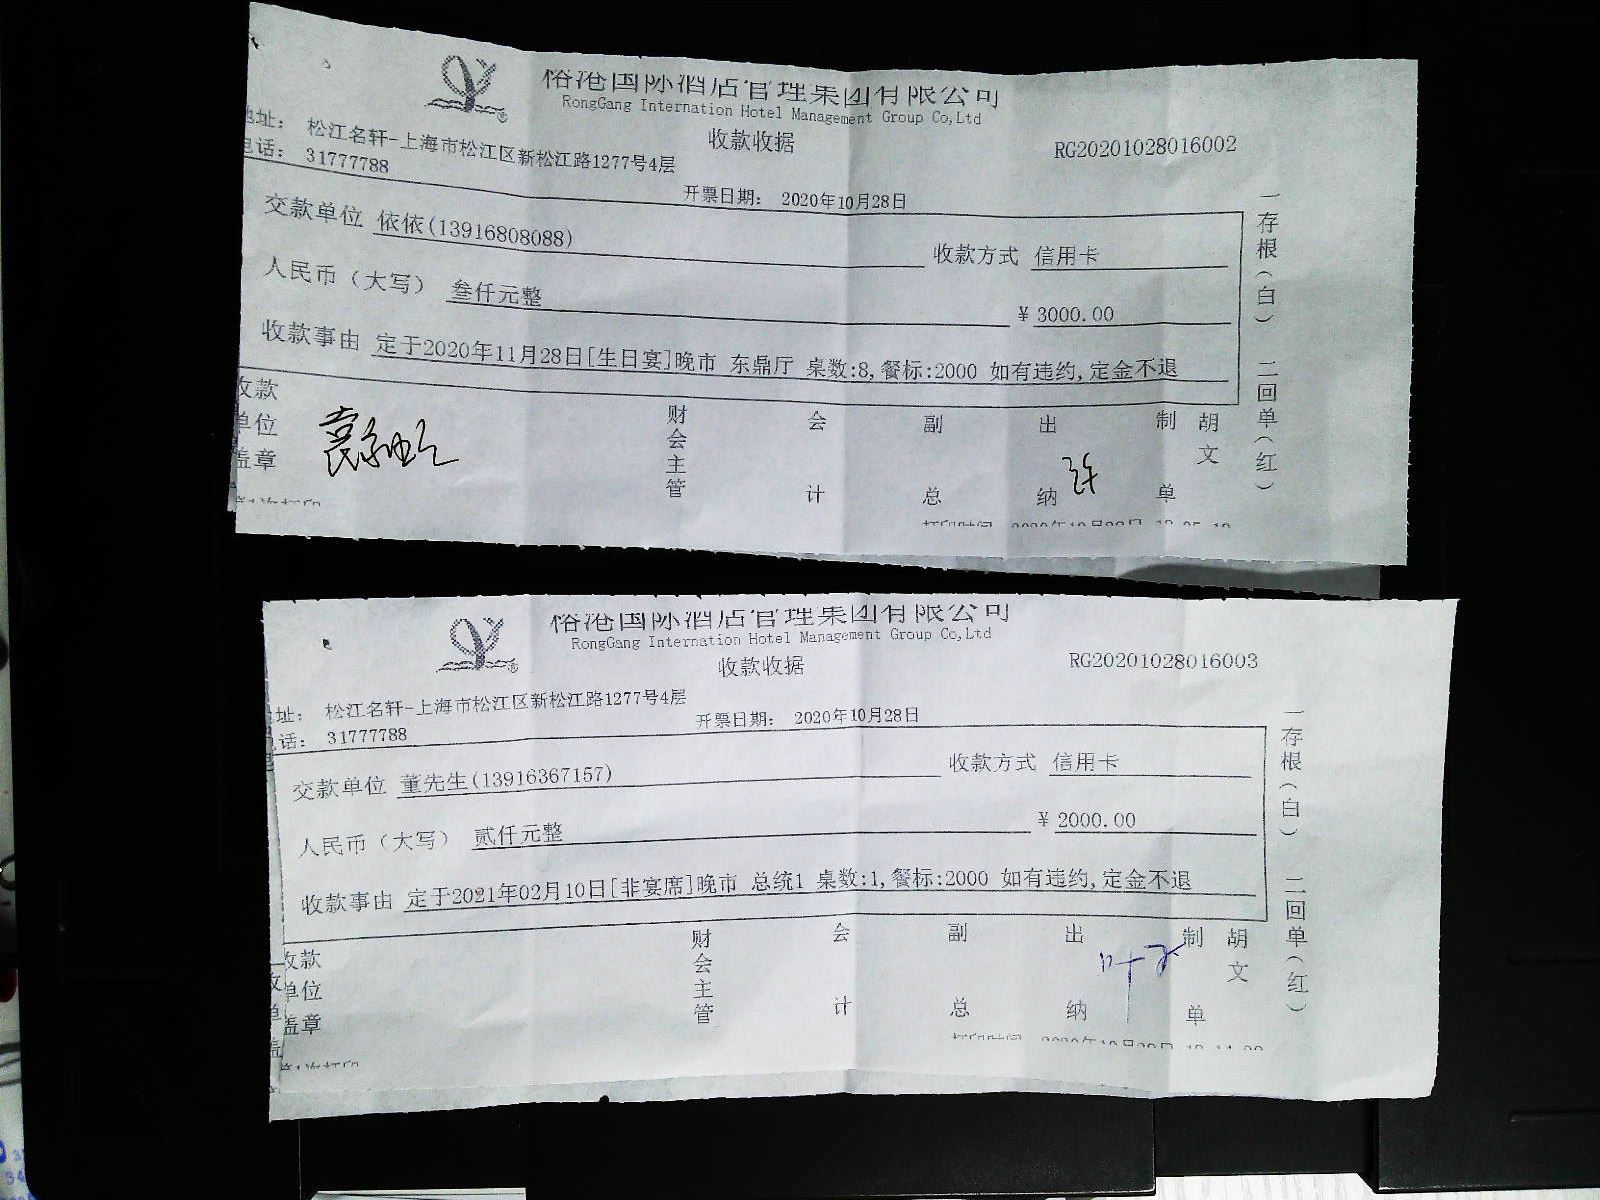 俗港国际酒店管理集团有限公司
RongGang Internation Hotel Management Group Co,Ltd
收款收据
RG20201028016002
地址: 松江名轩-上海市松江区新松江路1277号4层
电话: 31777788
开票日期: 2020年10月28日
交款单位 依依(13916808088)
收款方式 信用卡
人民币(大写) 叁仟元整
¥ 3000.00
收款事由 定于2020年11月28日[生日宴]晚市 东鼎厅 桌数:8,餐标:2000 如有违约,定金不退
收款单位盖章
财会主管
会计
副总
出纳
制单
胡文
一存根(白) 二回单(红)
俗港国际酒店管理集团有限公司
RongGang Internation Hotel Management Group Co,Ltd
收款收据
RG20201028016003
址: 松江名轩-上海市松江区新松江路1277号4层
话: 31777788
开票日期: 2020年10月28日
交款单位 董先生(13916367157)
收款方式 信用卡
人民币(大写) 贰仟元整
¥ 2000.00
收款事由 定于2021年02月10日[非宴席]晚市 总统1 桌数:1,餐标:2000 如有违约,定金不退
收款单位盖章
财会主管
会计
副总
出纳
制单
胡文
一存根(白) 二回单(红)